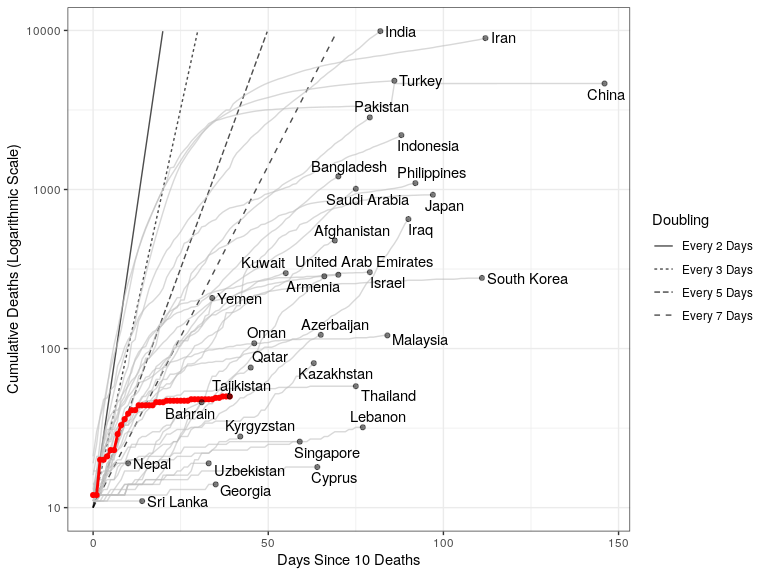 10000
1000
100
10
0
50
100
150
Cumulative Deaths (Logarithmic Scale)
Days Since 10 Deaths
India
Iran
Turkey
China
Pakistan
Indonesia
Bangladesh
Philippines
Saudi Arabia
Japan
Iraq
Afghanistan
Kuwait
United Arab Emirates
Armenia
Israel
South Korea
Yemen
Oman
Azerbaijan
Malaysia
Qatar
Kazakhstan
Tajikistan
Thailand
Bahrain
Lebanon
Kyrgyzstan
Singapore
Nepal
Uzbekistan
Cyprus
Georgia
Sri Lanka
Doubling
Every 2 Days
Every 3 Days
Every 5 Days
Every 7 Days